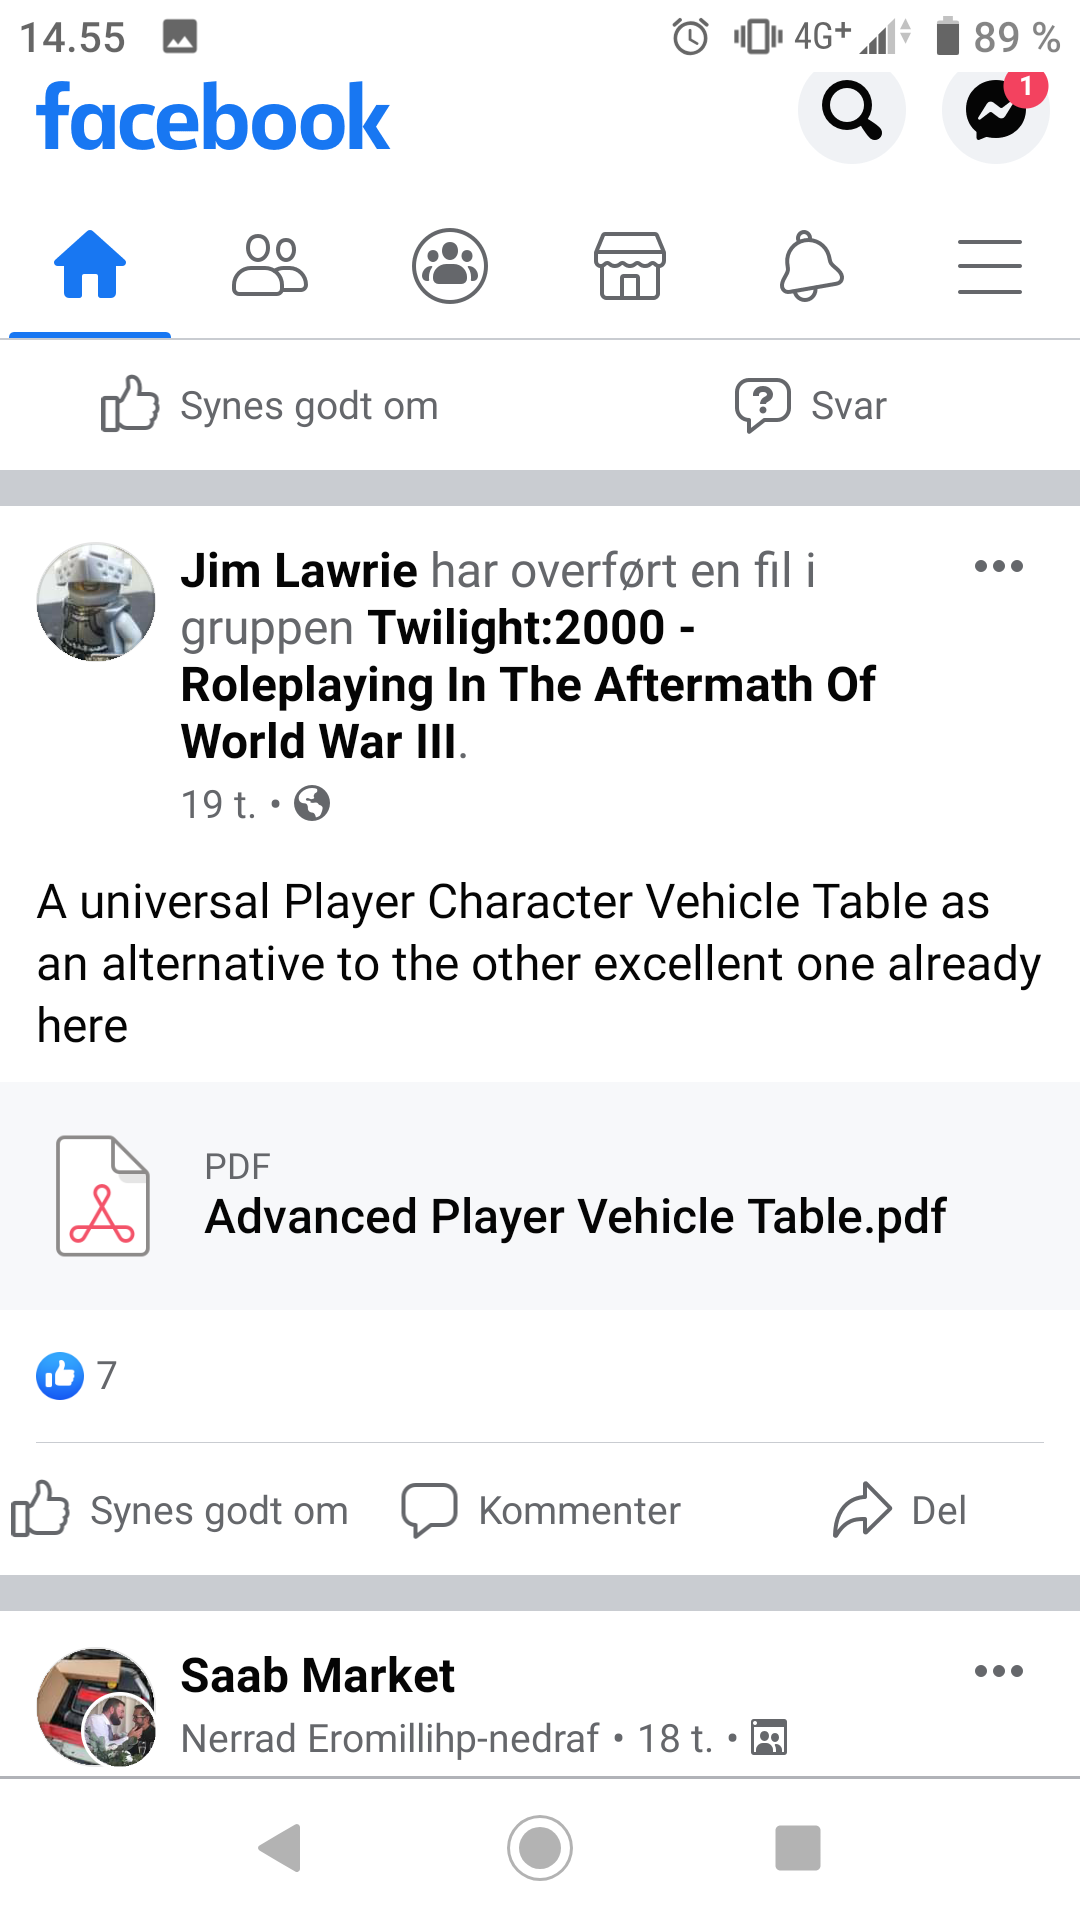 14.55
4G+
89 %
facebook
1
Synes godt om
Svar
Jim Lawrie har overført en fil i
gruppen Twilight:2000 -
Roleplaying In The Aftermath Of
World War III.
19 t. •
A universal Player Character Vehicle Table as
an alternative to the other excellent one already
here
PDF
Advanced Player Vehicle Table.pdf
7
Synes godt om
Kommenter
Del
Saab Market
Nerrad Eromillihp-nedraf • 18 t. •